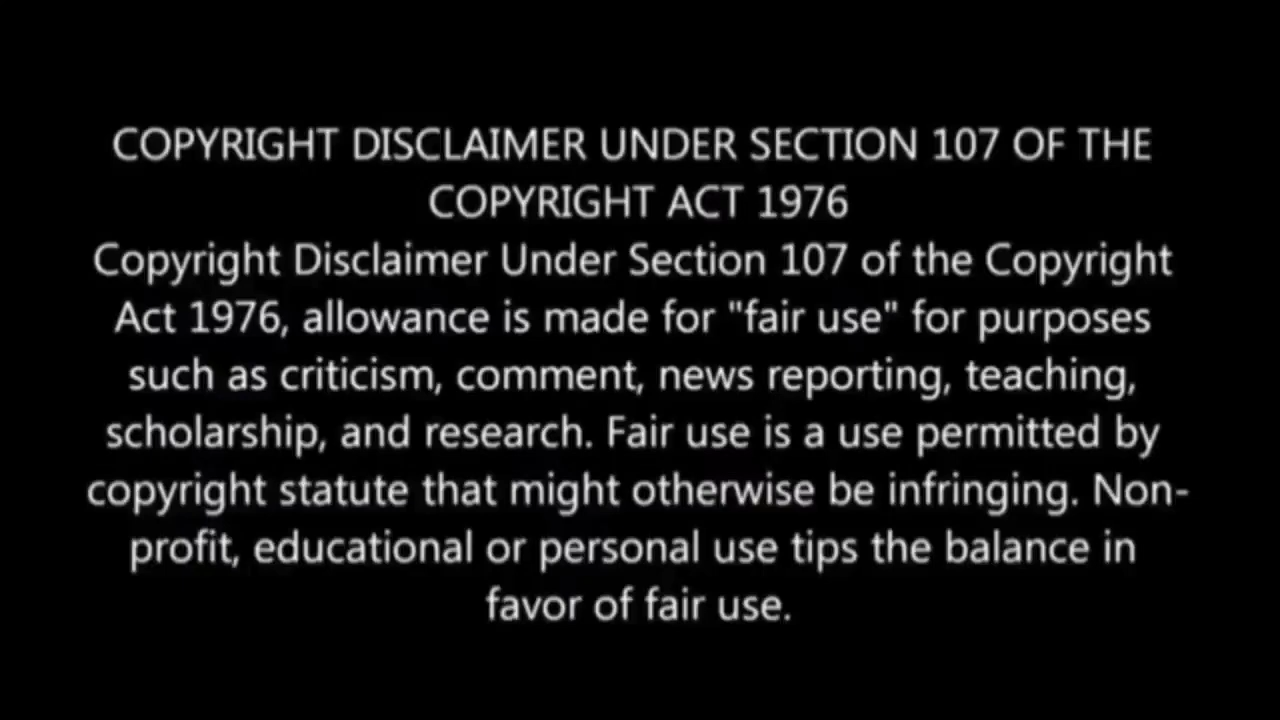 COPYRIGHT DISCLAIMER UNDER SECTION 107 OF THE
COPYRIGHT ACT 1976
Copyright Disclaimer Under Section 107 of the Copyright
Act 1976, allowance is made for "fair use" for purposes
such as criticism, comment, news reporting, teaching,
scholarship, and research. Fair use is a use permitted by
copyright statute that might otherwise be infringing. Non-
profit, educational or personal use tips the balance in
favor of fair use.